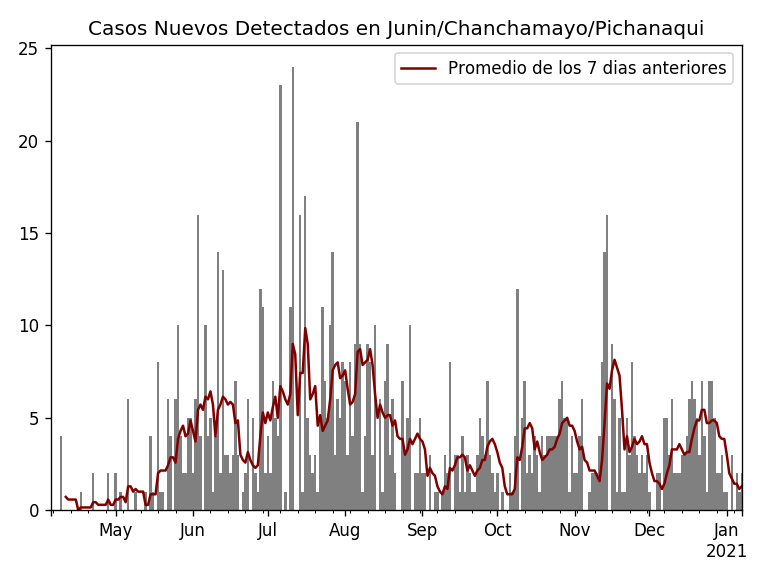 Casos Nuevos Detectados en Junin/Chanchamayo/Pichanaqui
Promedio de los 7 dias anteriores
25
20
15
10
5
0
May Jun Jul Aug Sep Oct Nov Dec Jan
2021